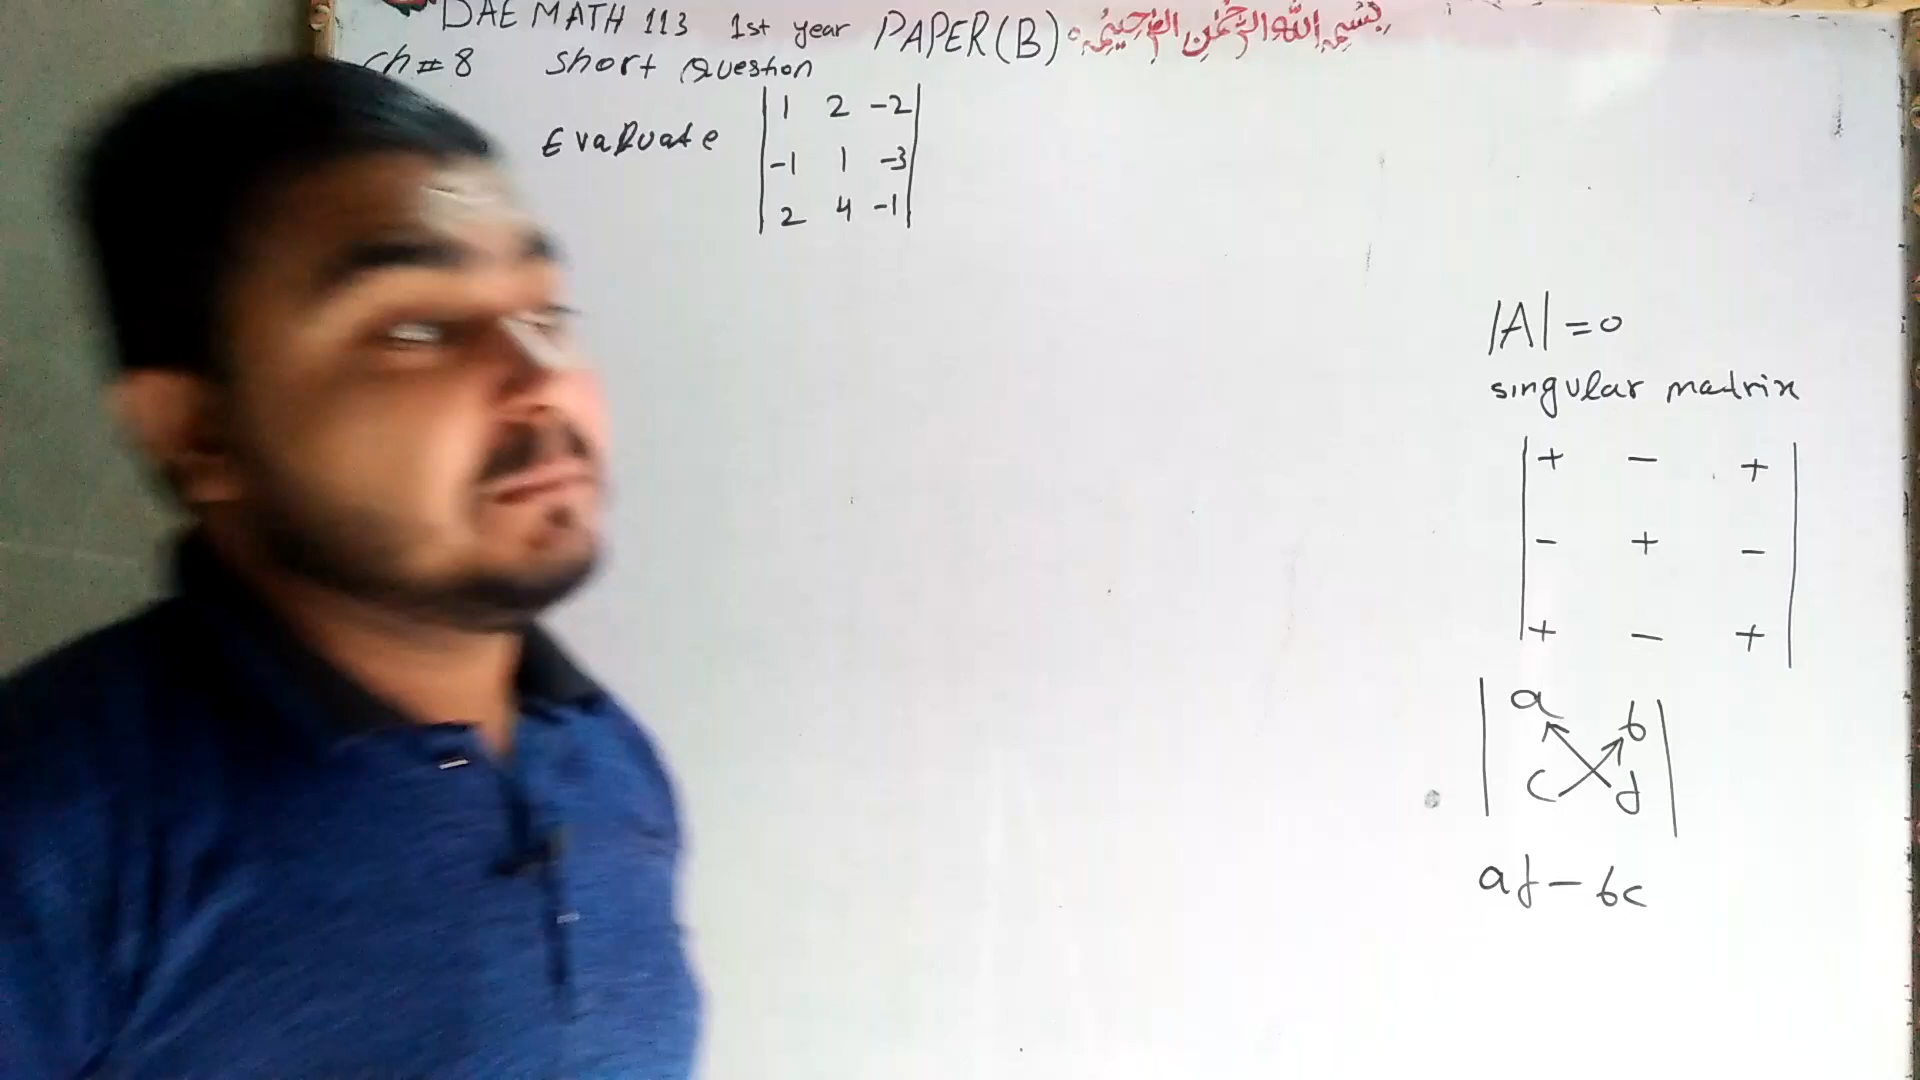 DAE MATH 113 1st year PAPER (B) بِسْمِ اللهِ الرَّحْمٰنِ الرَّحِيْمِ
ch # 8 short Question
Evaluate | 1 2 -2 |
| -1 1 -3 |
| 2 4 -1 |
|A| = 0
singular matrix
| + - + |
| - + - |
| + - + |
| a b |
| c d |
ad - bc